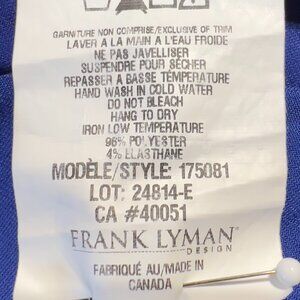 GARNITURE NON COMPRISE/EXCLUSIVE OF TRIM
LAVER A LA MAIN A L'EAU FROIDE
NE PAS JAVELLISER
SUSPENDRE POUR SÉCHER
REPASSER A BASSE TEMPÉRATURE
HAND WASH IN COLD WATER
DO NOT BLEACH
HANG TO DRY
IRON LOW TEMPERATURE
96% POLYESTER
4% ELASTHANE
MODÈLE/STYLE: 175081
LOT: 24814-E
CA #40051
FRANK LYMAN
DESIGN
FABRIQUÉ AU/MADE IN
CANADA